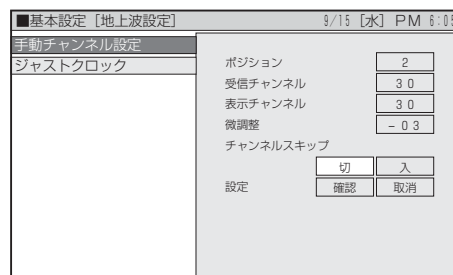 ■基本設定［地上波設定］ 9/15［水］PM 6:05
手動チャンネル設定
ジャストクロック
ポジション 2
受信チャンネル 30
表示チャンネル 30
微調整 －03
チャンネルスキップ
切 入
設定 確認 取消